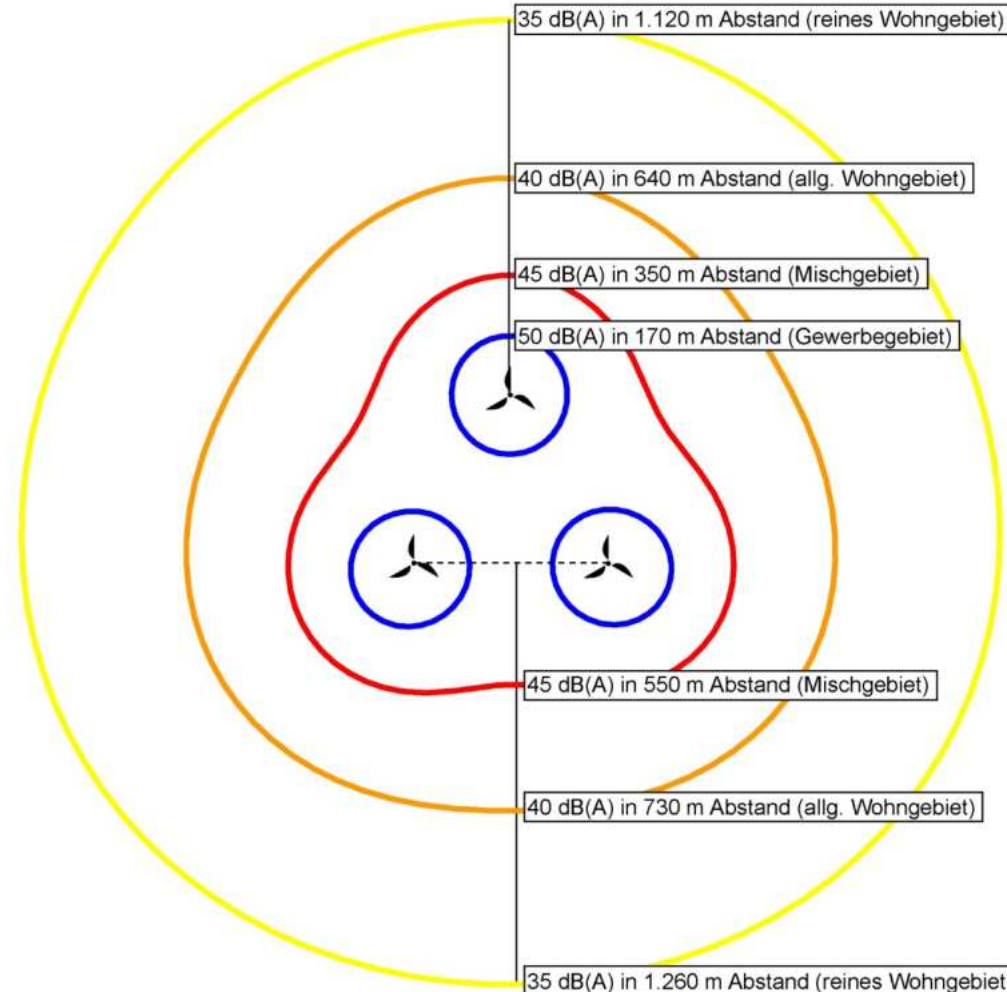 35 dB(A) in 1.120 m Abstand (reines Wohngebiet)
40 dB(A) in 640 m Abstand (allg. Wohngebiet)
45 dB(A) in 350 m Abstand (Mischgebiet)
50 dB(A) in 170 m Abstand (Gewerbegebiet)
45 dB(A) in 550 m Abstand (Mischgebiet)
40 dB(A) in 730 m Abstand (allg. Wohngebiet)
35 dB(A) in 1.260 m Abstand (reines Wohngebiet